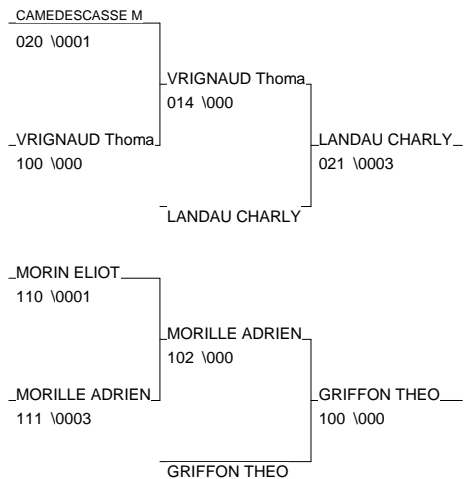 CAMEDESCASSE M
020 \0001
VRIGNAUD Thoma
014 \000
VRIGNAUD Thoma
100 \000
LANDAU CHARLY
021 \0003
LANDAU CHARLY
MORIN ELIOT
110 \0001
MORILLE ADRIEN
102 \000
MORILLE ADRIEN
111 \0003
GRIFFON THEO
100 \000
GRIFFON THEO